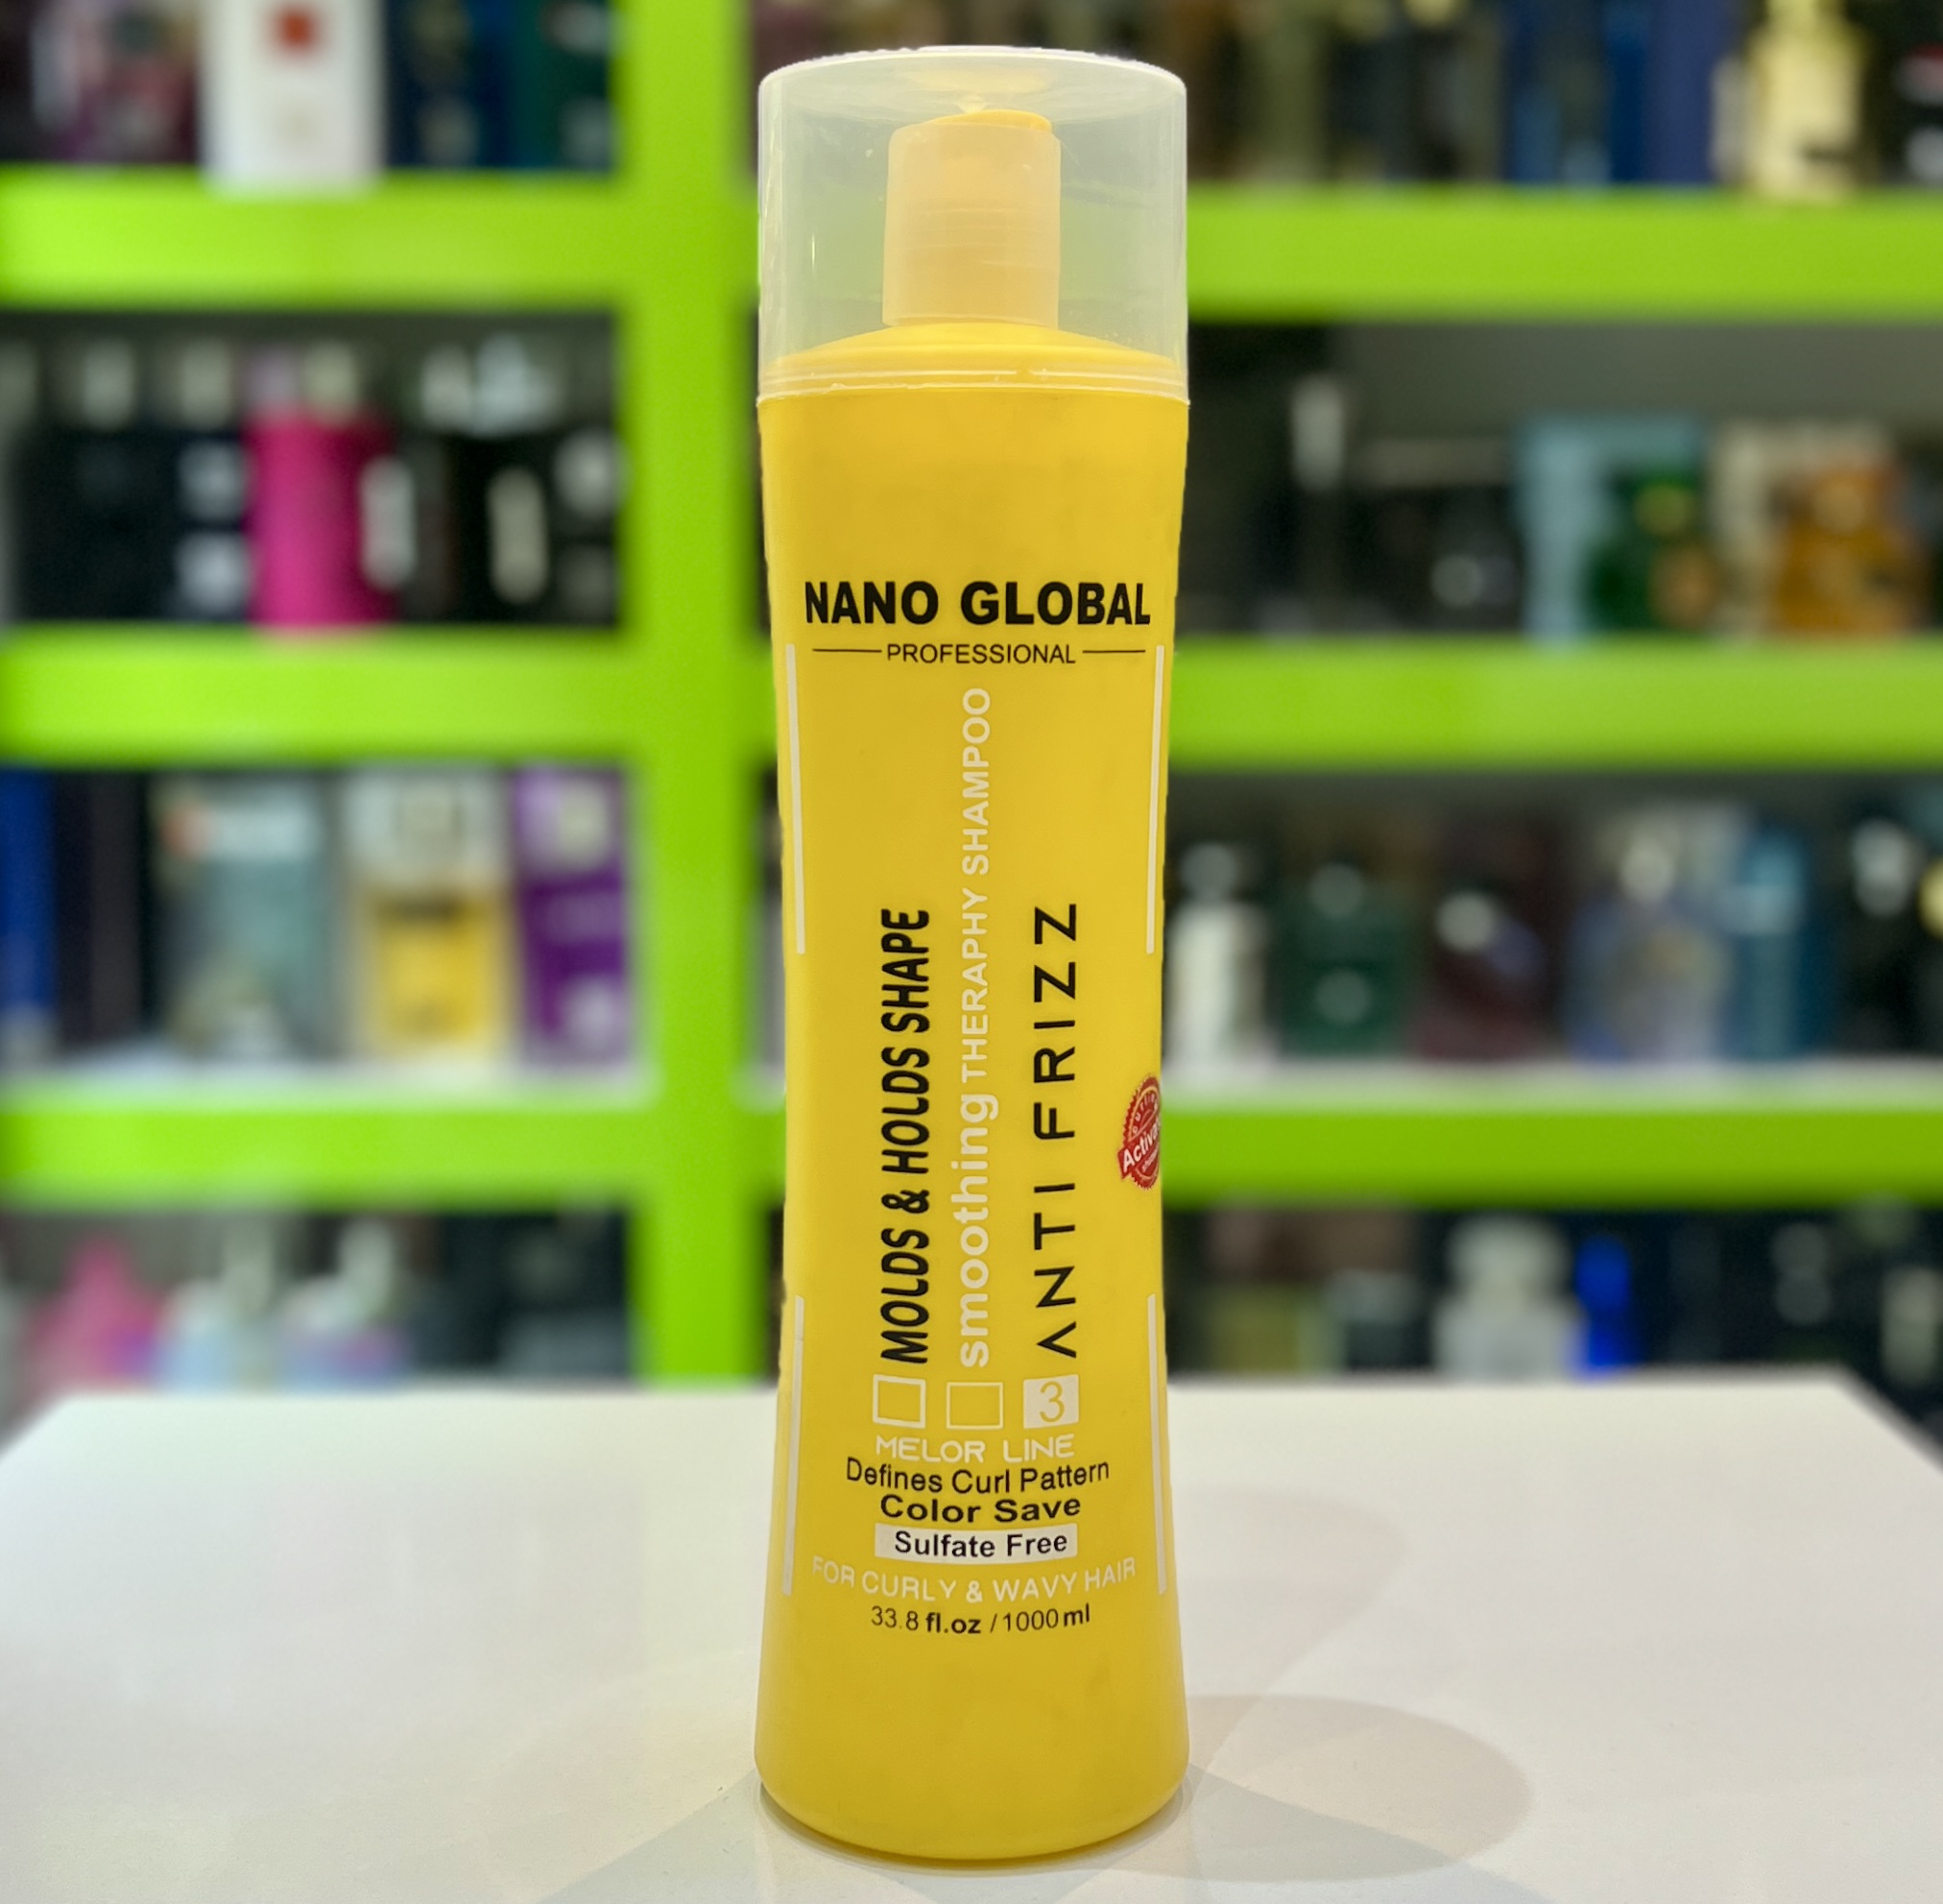 NANO GLOBAL
PROFESSIONAL
MOLDS & HOLDS SHAPE
smoothing THERAPHY SHAMPOO
ANTI FRIZZ
3
MELOR LINE
Defines Curl Pattern
Color Save
Sulfate Free
FOR CURLY & WAVY HAIR
33.8 fl.oz / 1000 ml